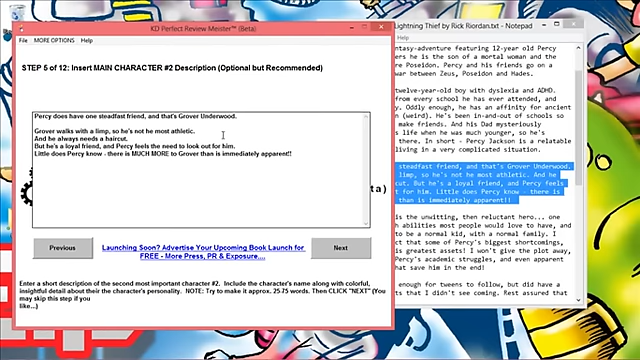 KD Perfect Review Meister™ (Beta)
File MORE OPTIONS Help
STEP 5 of 12: Insert MAIN CHARACTER #2 Description (Optional but Recommended)
Percy does have one steadfast friend, and that's Grover Underwood.
Grover walks with a limp, so he's not he most athletic.
And he always needs a haircut.
But he's a loyal friend, and Percy feels the need to look out for him.
Little does Percy know - there is MUCH MORE to Grover than is immediately apparent!!
ta)
Previous
Launching Soon? Advertise Your Upcoming Book Launch for
FREE - More Press, PR & Exposure....
Next
Enter a short description of the second most important character #2. Include the character's name along with colorful,
insightful detail about their the character's personality. NOTE: Try to make it approx. 25-75 words. Then CLICK "NEXT" (You
may skip this step if you
like...)
Lightning Thief by Rick Riordan.txt - Notepad
Help
ntasy-adventure featuring 12-year old Percy
ers he is the son of a mortal woman and the
re Poseidon. Percy and his friends go on a
war between Zeus, Poseidon and Hades.
twelve-year-old boy with dyslexia and ADHD.
from every school he has ever attended, and
y. Oddly enough, he has an affinity for ancient
n (weird). He's been in-and-out of schools so
make friends. And his Dad mysteriously
s life when he was much younger, so he's
there. In short - Percy Jackson is a relatable
living in a very complicated situation.
steadfast friend, and that's Grover Underwood.
limp, so he's not he most athletic. And he
cut. But he's a loyal friend, and Percy feels
t for him. Little does Percy know - there is
than is immediately apparent!!
is the unwitting, then reluctant hero... one
h abilities most people would love to have, and
to be a normal kid, with a normal family. I
ct that some of Percy's biggest shortcomings,
is greatest assets! I won't give the plot away,
Percy's academic struggles, and even apparent
hat save him in the end!
enough for tweens to follow, but did have a
ts that I didn't see coming. Rest assured that